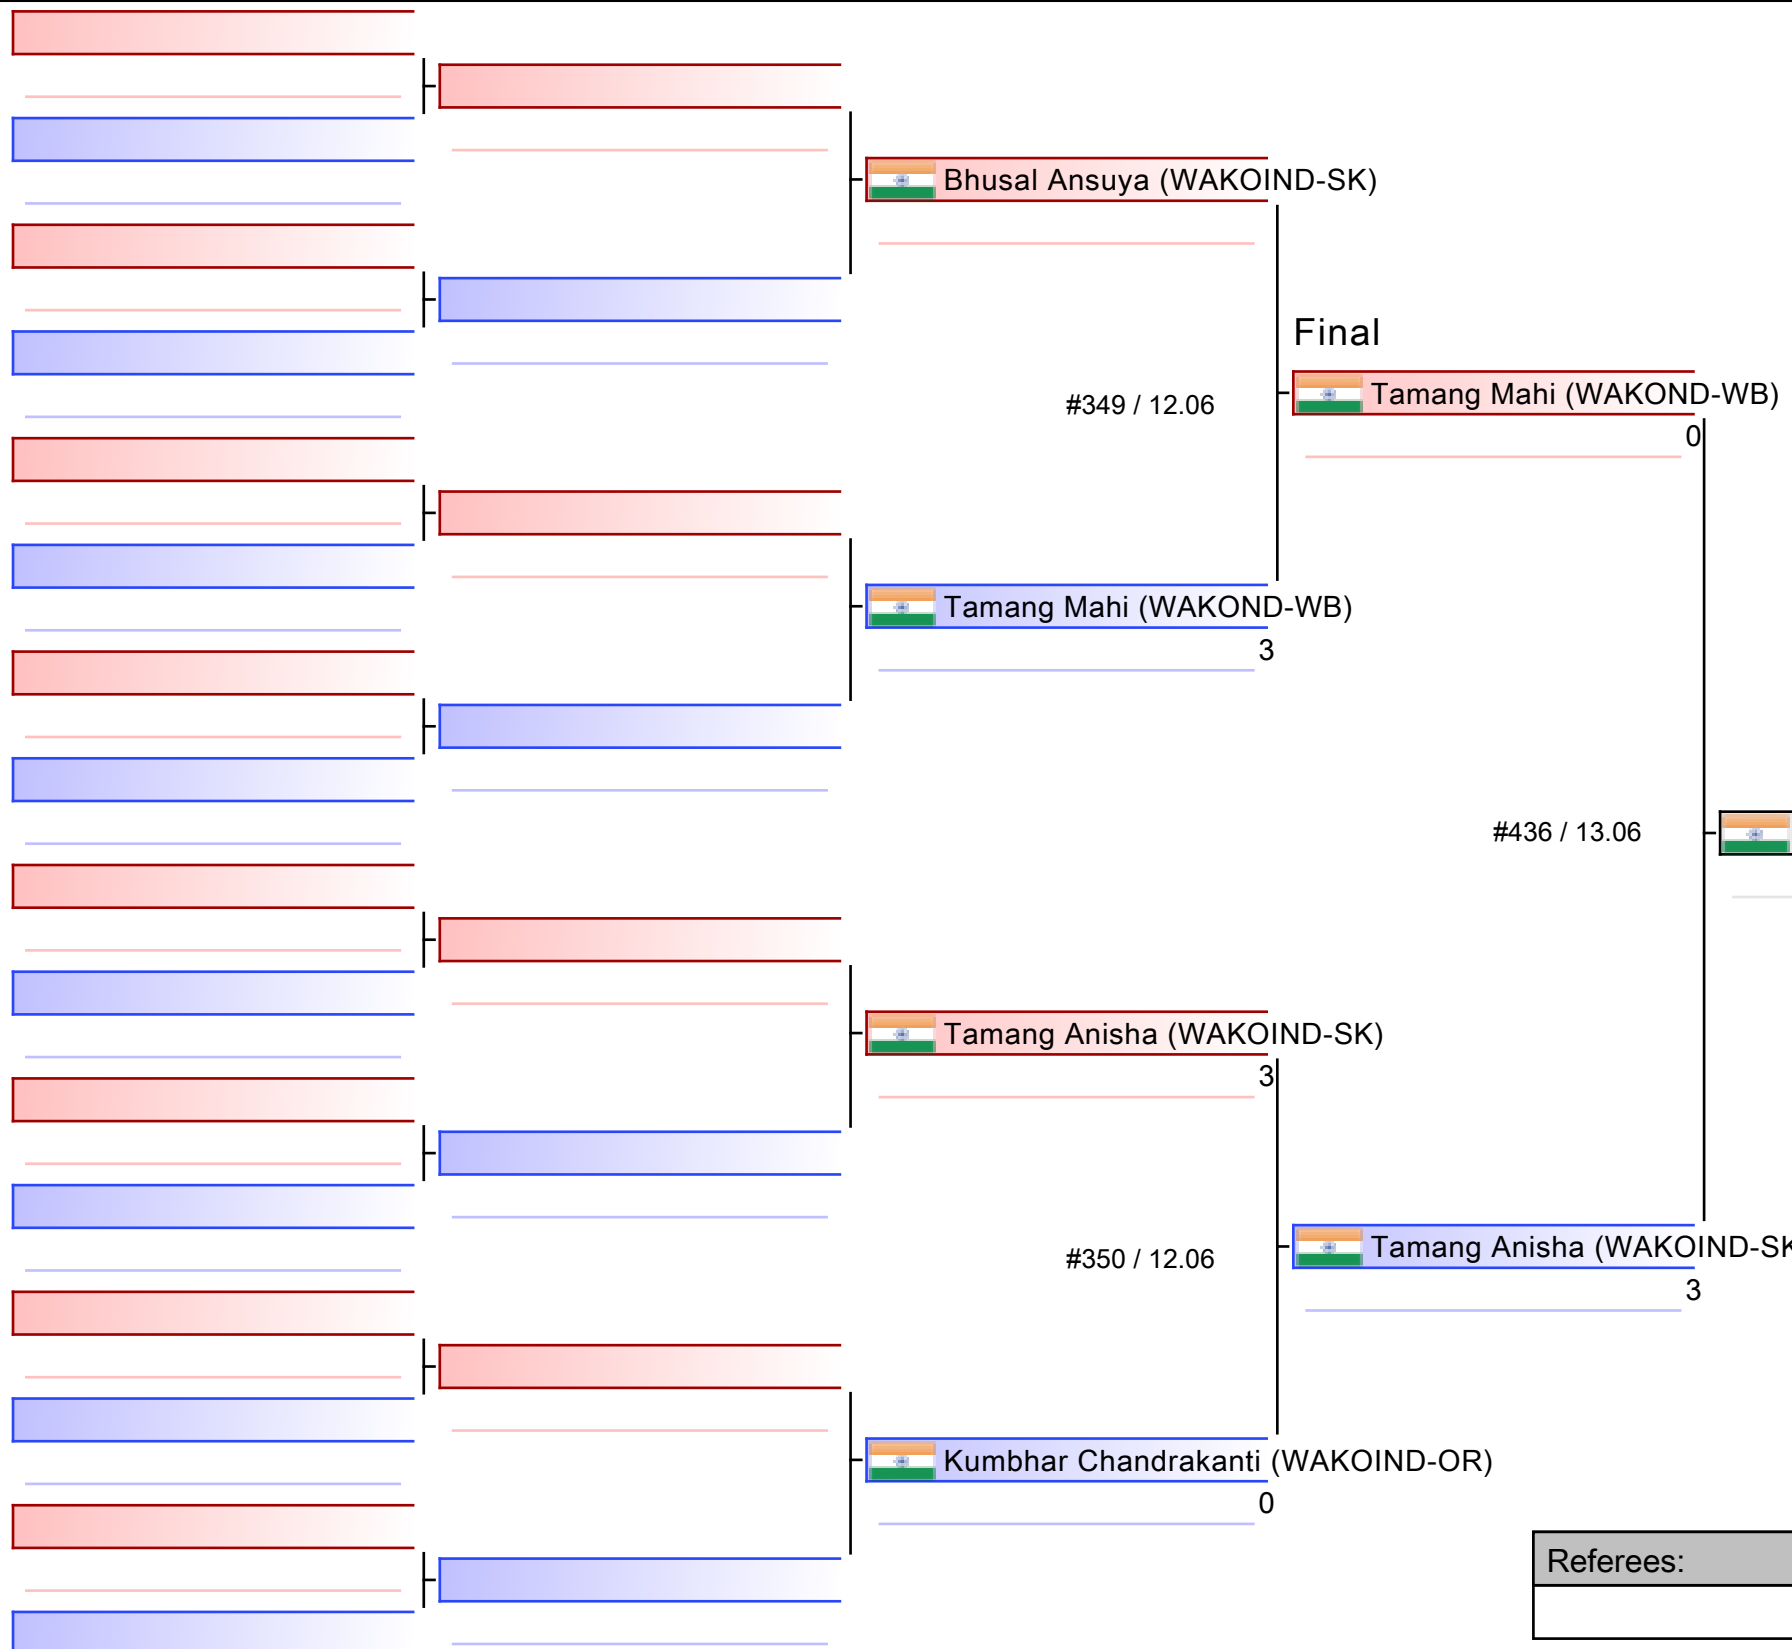 Bhusal Ansuya (WAKOIND-SK)
Final
#349 / 12.06
Tamang Mahi (WAKOND-WB)
0
Tamang Mahi (WAKOND-WB)
3
#436 / 13.06
Tamang Anisha (WAKOIND-SK)
3
#350 / 12.06
Tamang Anisha (WAKOIND-SK
3
Kumbhar Chandrakanti (WAKOIND-OR)
0
Referees: